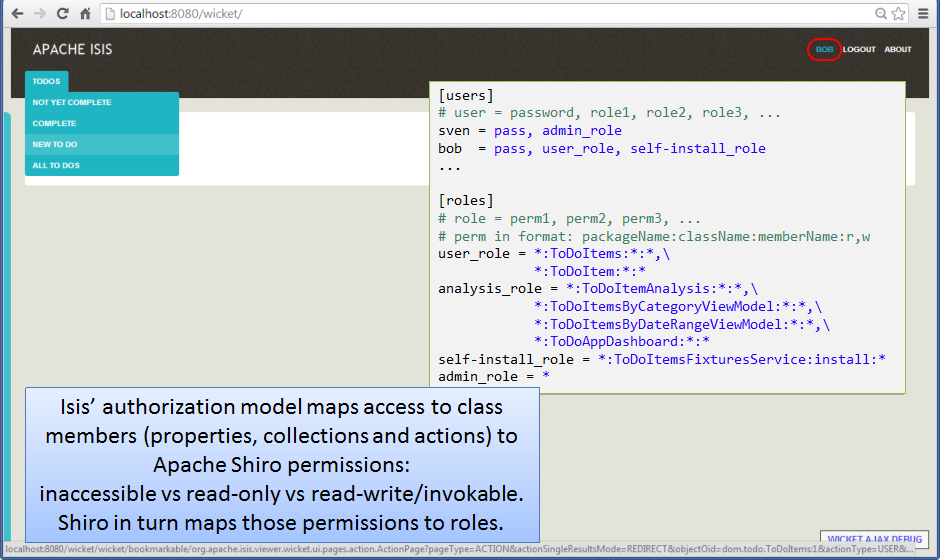 localhost:8080/wicket/
APACHE ISIS
BOB LOGOUT ABOUT
TODOS
NOT YET COMPLETE
COMPLETE
NEW TO DO
ALL TO DOS
[users]
# user = password, role1, role2, role3, ...
sven = pass, admin_role
bob = pass, user_role, self-install_role
...
[roles]
# role = perm1, perm2, perm3, ...
# perm in format: packageName:className:memberName:r,w
user_role = *:ToDoItems:*:*,\
*:ToDoItem:*:*
analysis_role = *:ToDoItemAnalysis:*:*,\
*:ToDoItemsByCategoryViewModel:*:*,\
*:ToDoItemsByDateRangeViewModel:*:*,\
*:ToDoAppDashboard:*:*
self-install_role = *:ToDoItemsFixturesService:install:*
admin_role = *
Isis’ authorization model maps access to class
members (properties, collections and actions) to
Apache Shiro permissions:
inaccessible vs read-only vs read-write/invokable.
Shiro in turn maps those permissions to roles.
WICKET AJAX DEBUG
localhost:8080/wicket/wicket/bookmarkable/org.apache.isis.viewer.wicket.ui.pages.action.ActionPage?pageType=ACTION&actionSingleResultsMode=REDIRECT&objectOid=dom.todo.ToDoItems:1&actionType=USER&...